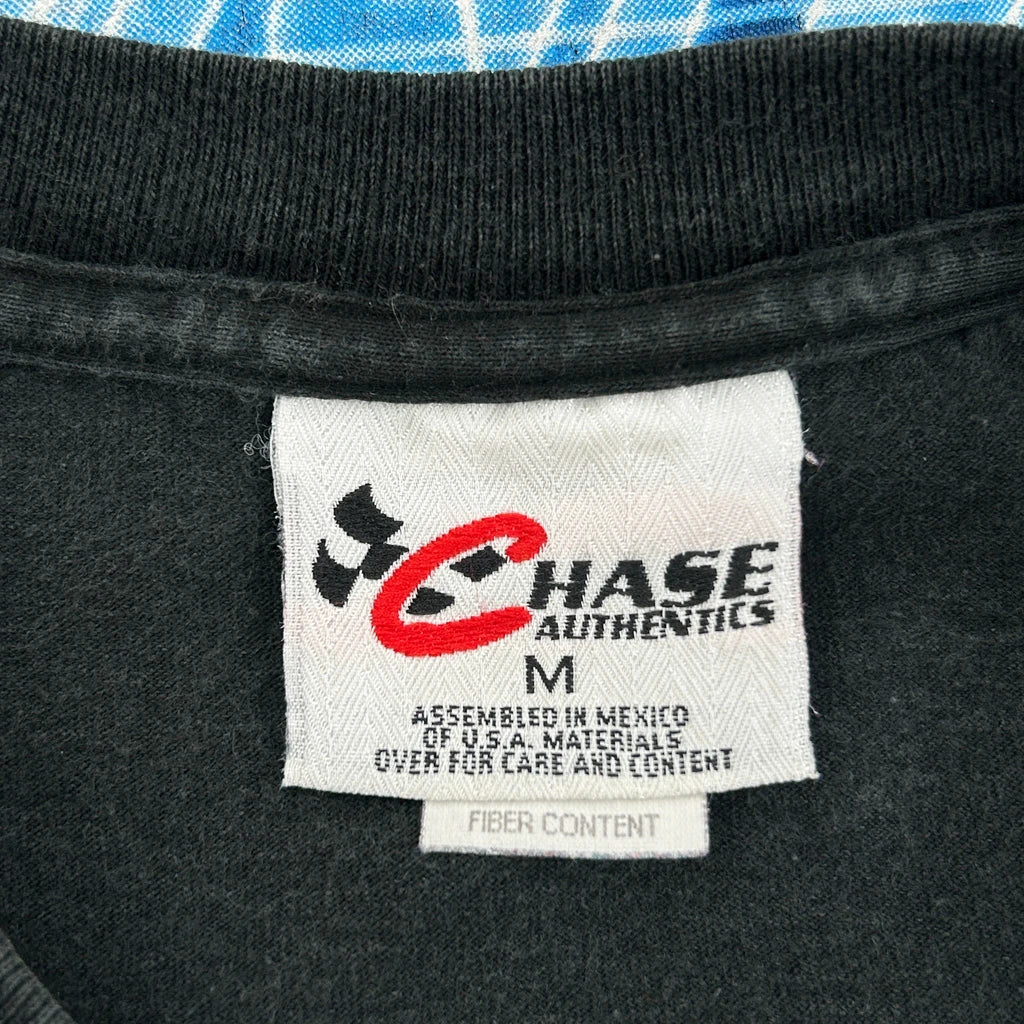 CHASE
AUTHENTICS
M
ASSEMBLED IN MEXICO
OF U.S.A. MATERIALS
OVER FOR CARE AND CONTENT
FIBER CONTENT